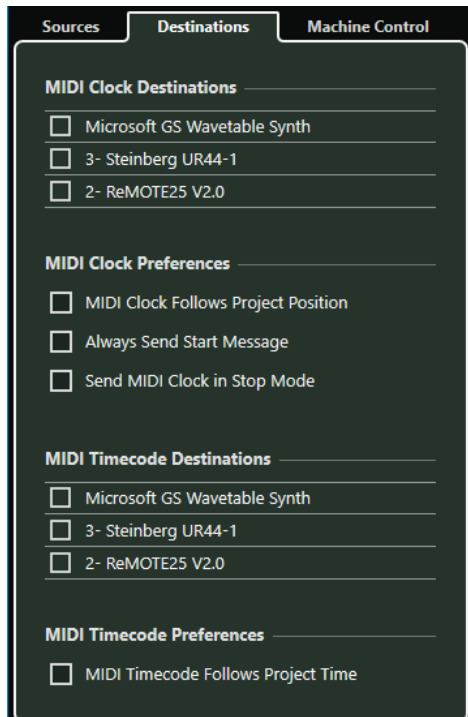 Sources Destinations Machine Control
MIDI Clock Destinations
Microsoft GS Wavetable Synth
3- Steinberg UR44-1
2- ReMOTE25 V2.0
MIDI Clock Preferences
MIDI Clock Follows Project Position
Always Send Start Message
Send MIDI Clock in Stop Mode
MIDI Timecode Destinations
Microsoft GS Wavetable Synth
3- Steinberg UR44-1
2- ReMOTE25 V2.0
MIDI Timecode Preferences
MIDI Timecode Follows Project Time